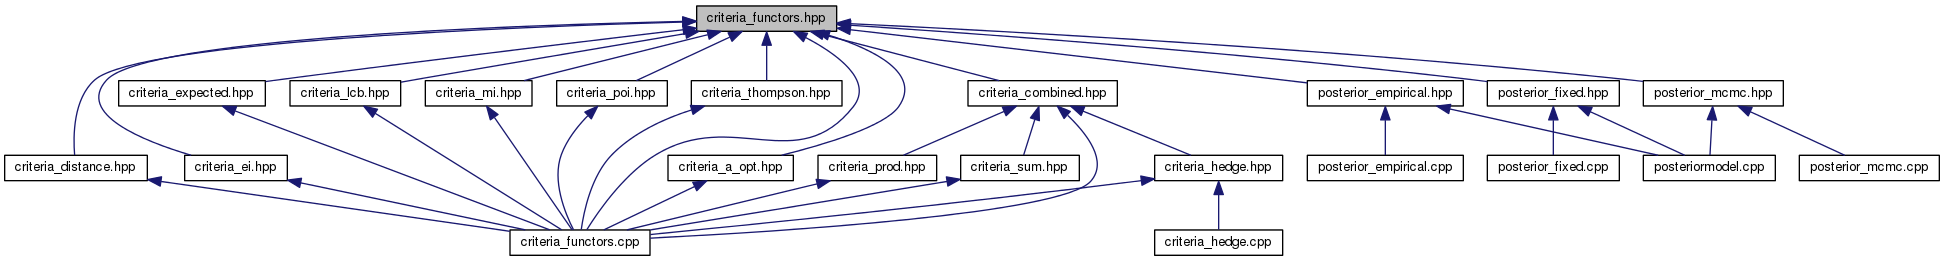 criteria_functors.hpp
criteria_expected.hpp
criteria_lcb.hpp
criteria_mi.hpp
criteria_poi.hpp
criteria_thompson.hpp
criteria_combined.hpp
posterior_empirical.hpp
posterior_fixed.hpp
posterior_mcmc.hpp
criteria_distance.hpp
criteria_ei.hpp
criteria_a_opt.hpp
criteria_prod.hpp
criteria_sum.hpp
criteria_hedge.hpp
posterior_empirical.cpp
posterior_fixed.cpp
posteriormodel.cpp
posterior_mcmc.cpp
criteria_functors.cpp
criteria_hedge.cpp